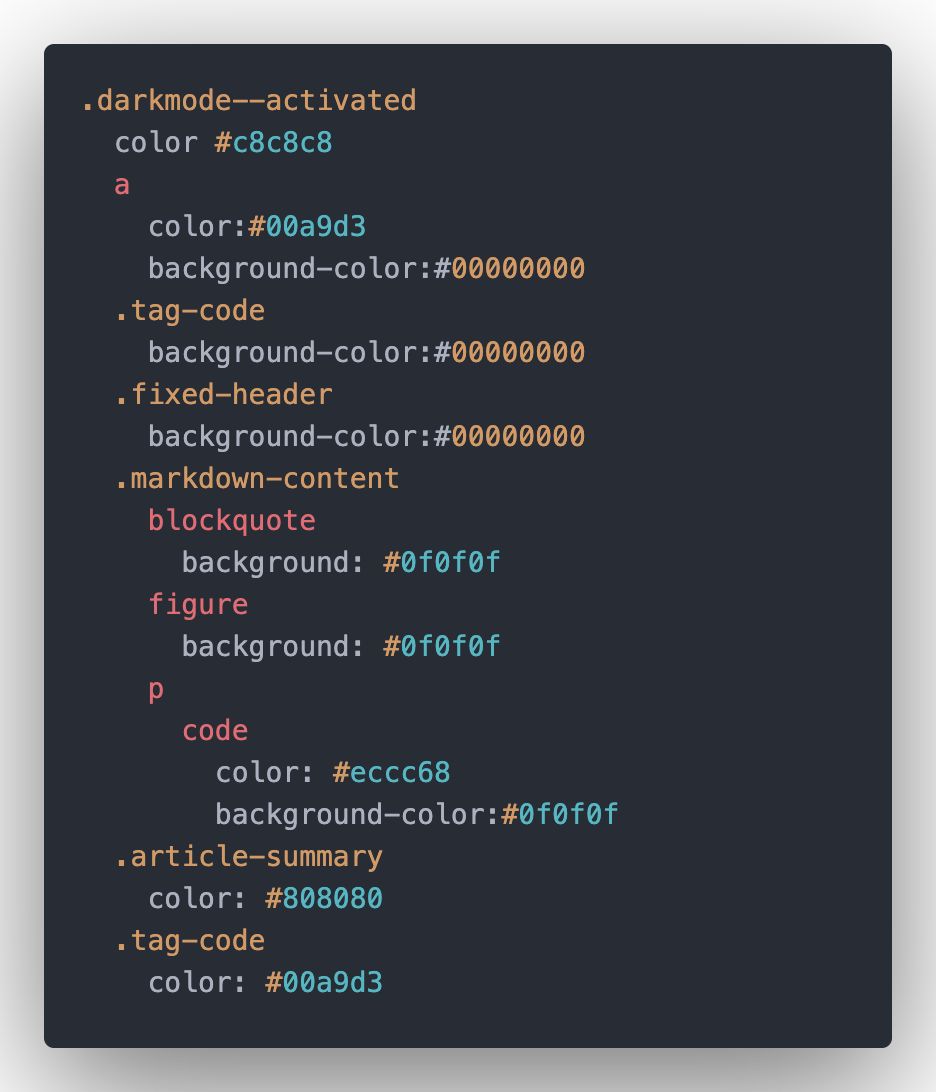 .darkmode--activated
  color #c8c8c8
  a
    color:#00a9d3
    background-color:#00000000
  .tag-code
    background-color:#00000000
  .fixed-header
    background-color:#00000000
  .markdown-content
    blockquote
      background: #0f0f0f
    figure
      background: #0f0f0f
    p
      code
        color: #eccc68
        background-color:#0f0f0f
  .article-summary
    color: #808080
  .tag-code
    color: #00a9d3